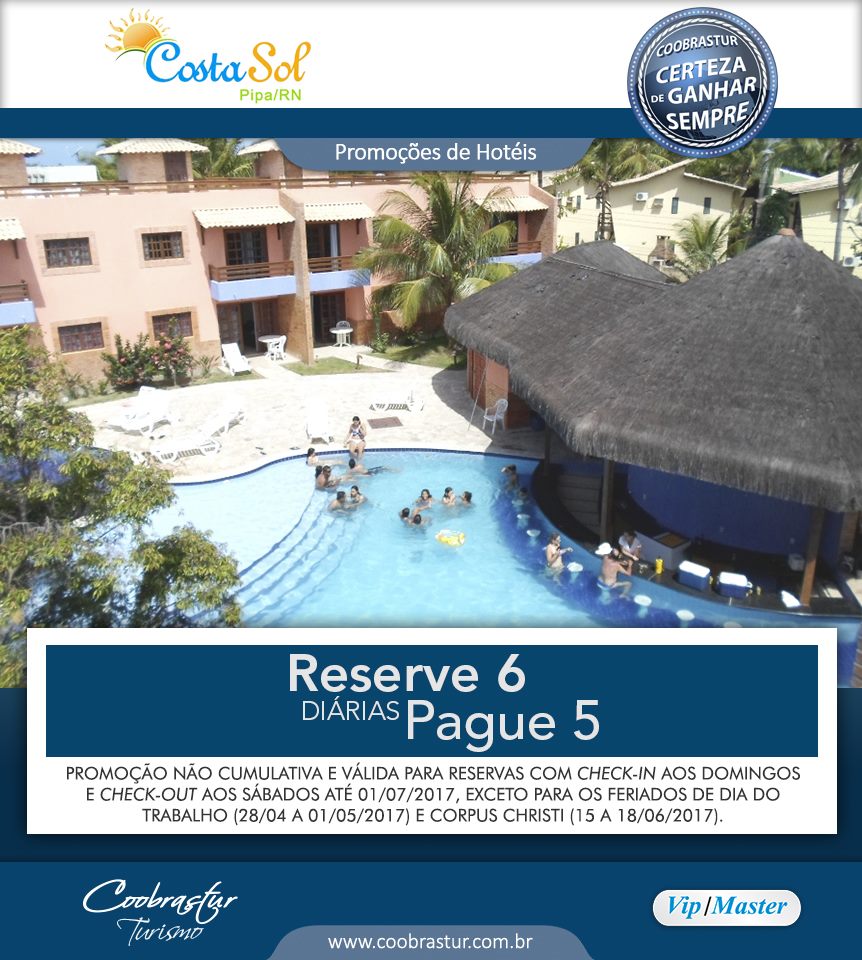 Costa Sol
Pipa/RN
COOBRASTUR
CERTEZA
DE GANHAR
SEMPRE
Promoções de Hotéis
Reserve 6
DIÁRIAS Pague 5
PROMOÇÃO NÃO CUMULATIVA E VÁLIDA PARA RESERVAS COM CHECK-IN AOS DOMINGOS
E CHECK-OUT AOS SÁBADOS ATÉ 01/07/2017, EXCETO PARA OS FERIADOS DE DIA DO
TRABALHO (28/04 A 01/05/2017) E CORPUS CHRISTI (15 A 18/06/2017).
Coobrastur
Turismo
Vip/Master
www.coobrastur.com.br